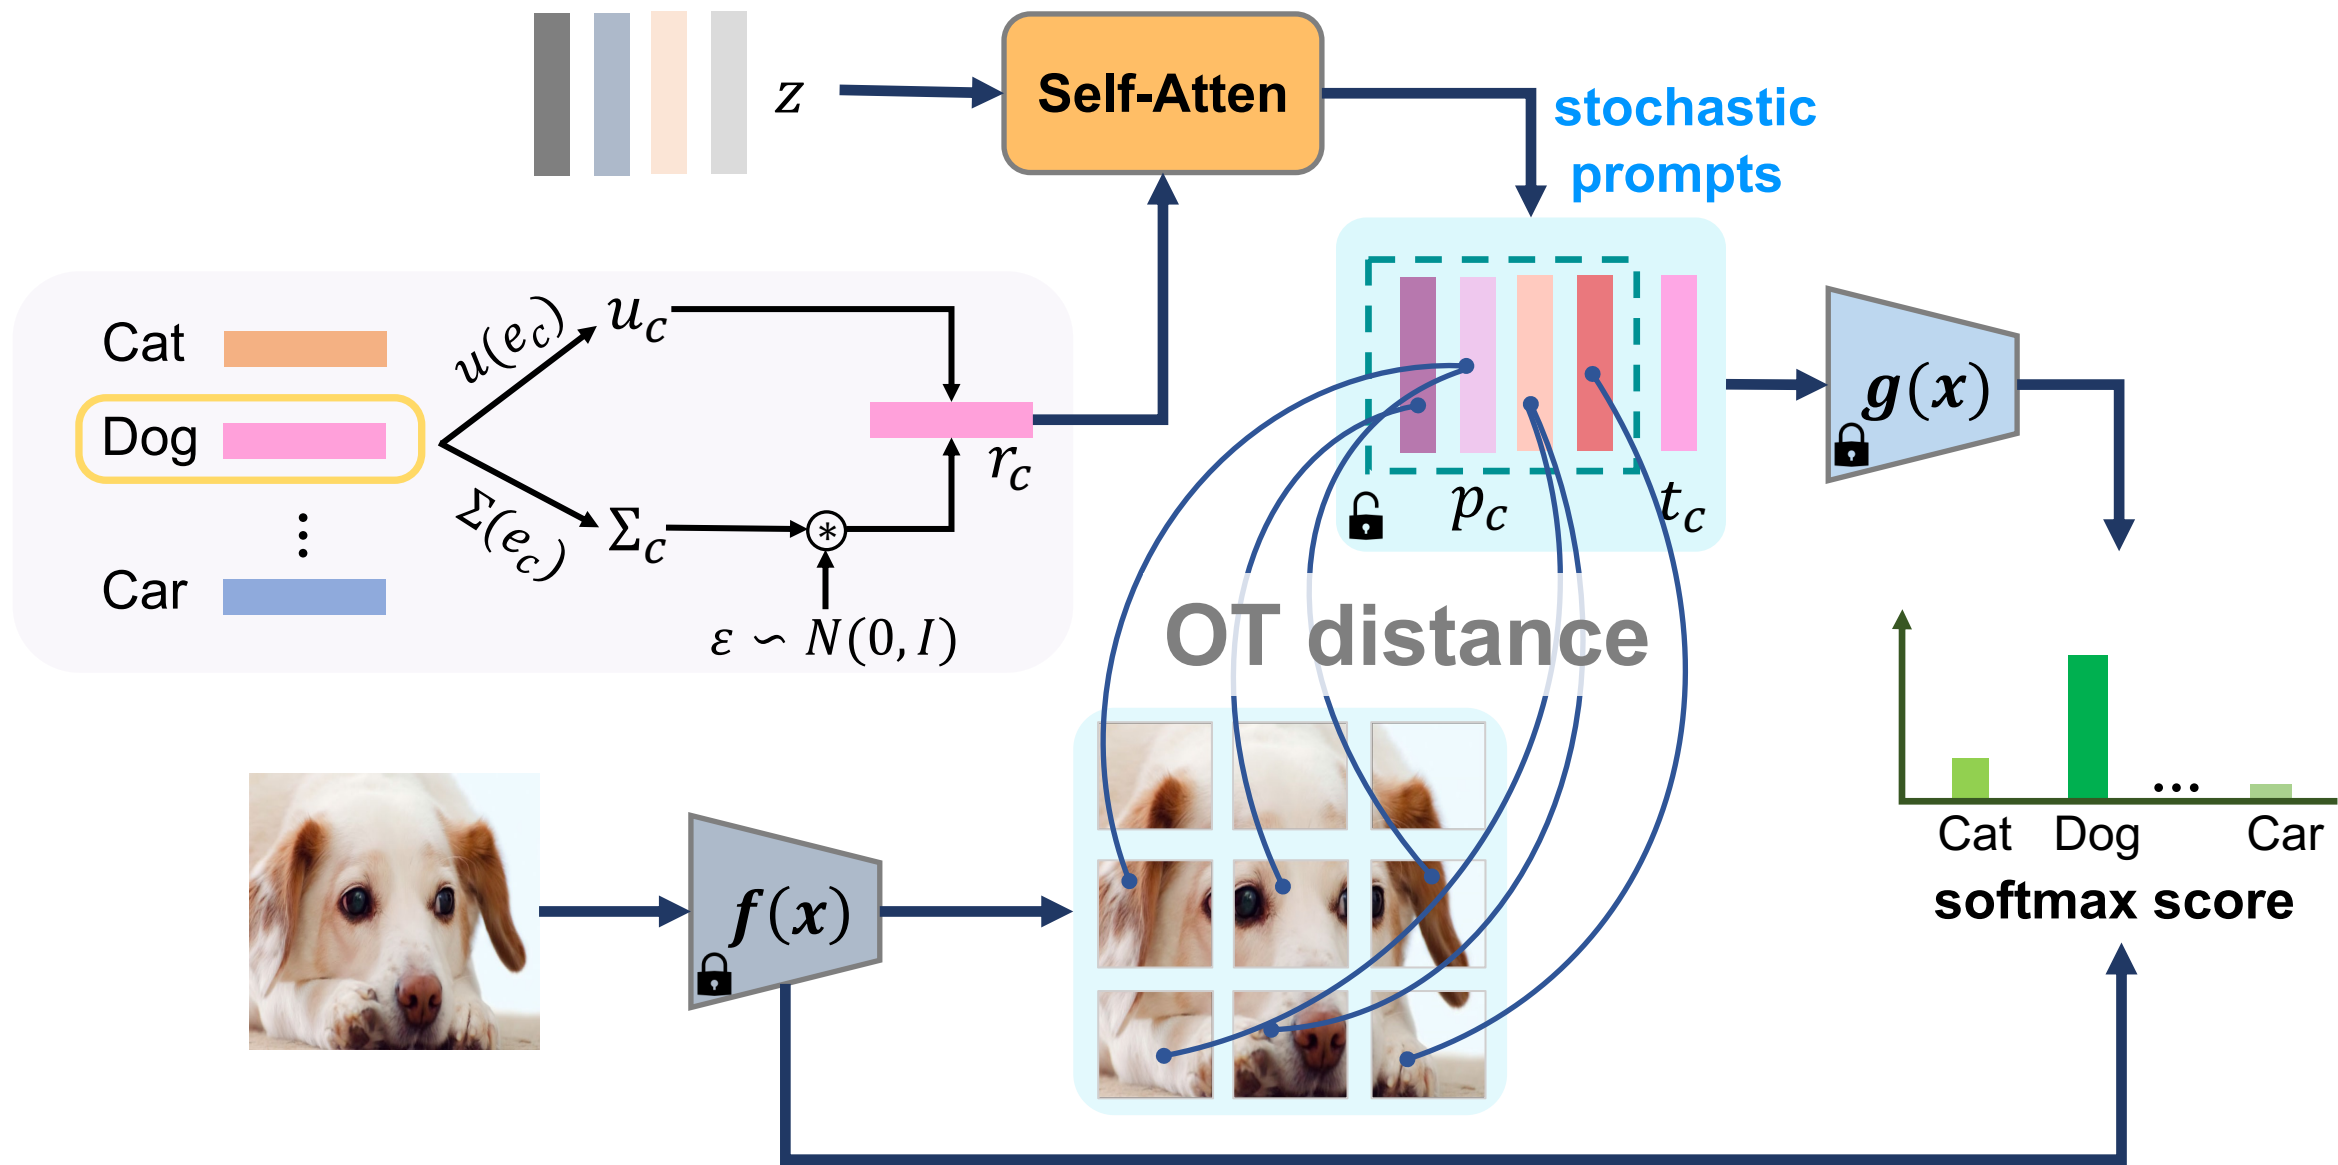 z
Self-Atten
stochastic
prompts
Cat
Dog
⋮
Car
u(e_c)
Σ(e_c)
u_c
Σ_c
*
ε ∽ N(0, I)
r_c
p_c
t_c
g(x)
OT distance
f(x)
...
Cat Dog Car
softmax score